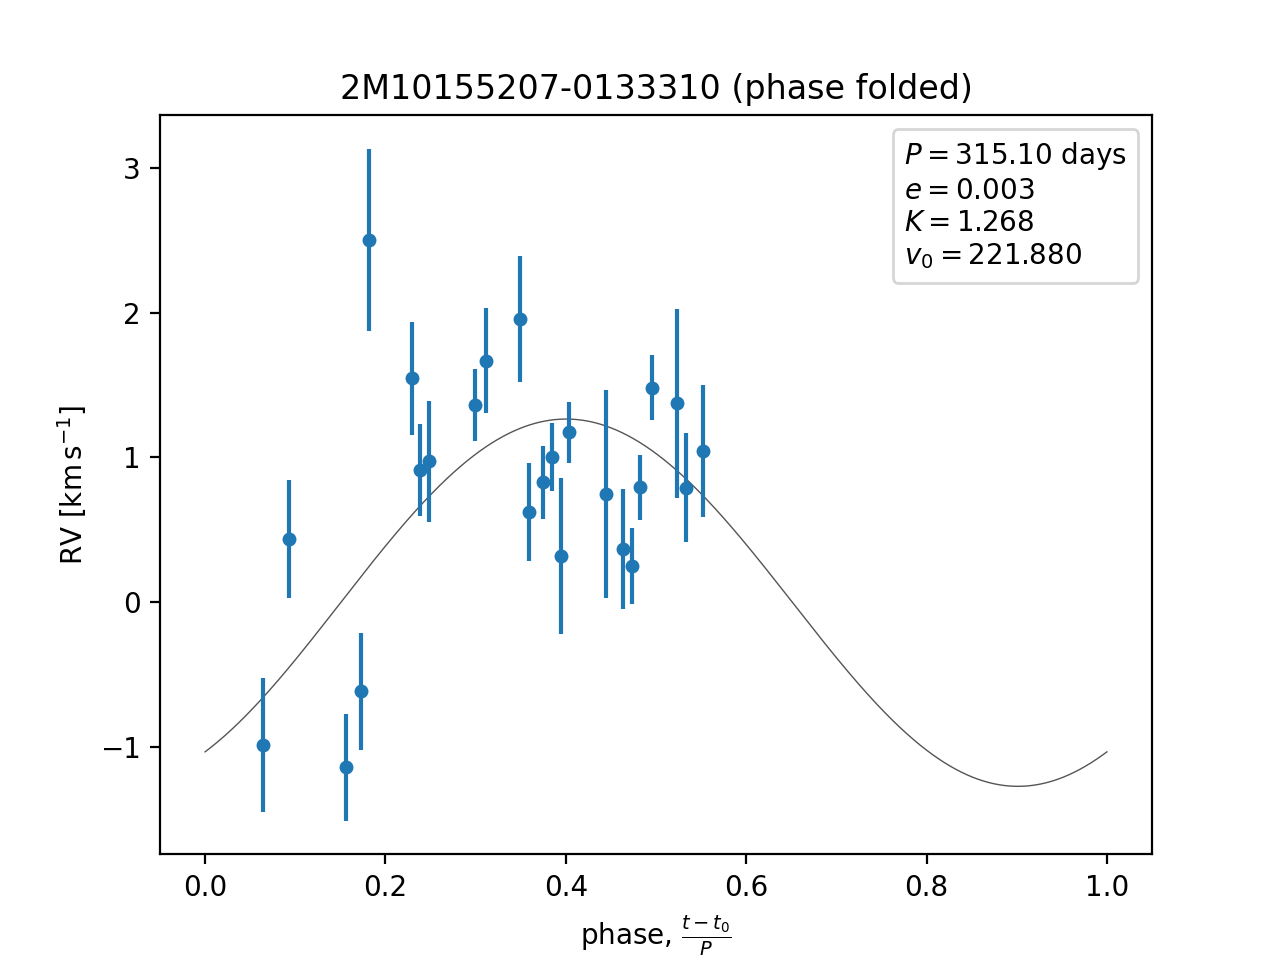 2M10155207-0133310 (phase folded)
P = 315.10 days
e = 0.003
K = 1.268
v₀ = 221.880
RV [km s⁻¹]
3
2
1
0
−1
0.0 0.2 0.4 0.6 0.8 1.0
phase, (t − t₀)/P